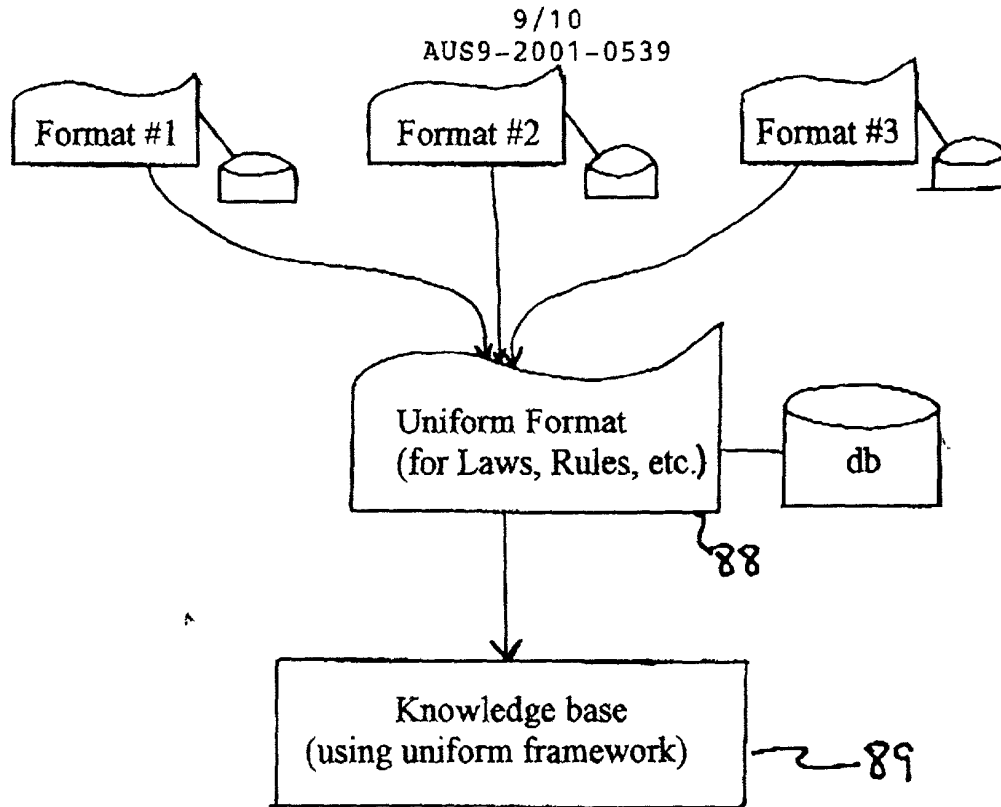 9/10
AUS9-2001-0539
Format #1
Format #2
Format #3
Uniform Format
(for Laws, Rules, etc.)
db
88
Knowledge base
(using uniform framework)
89